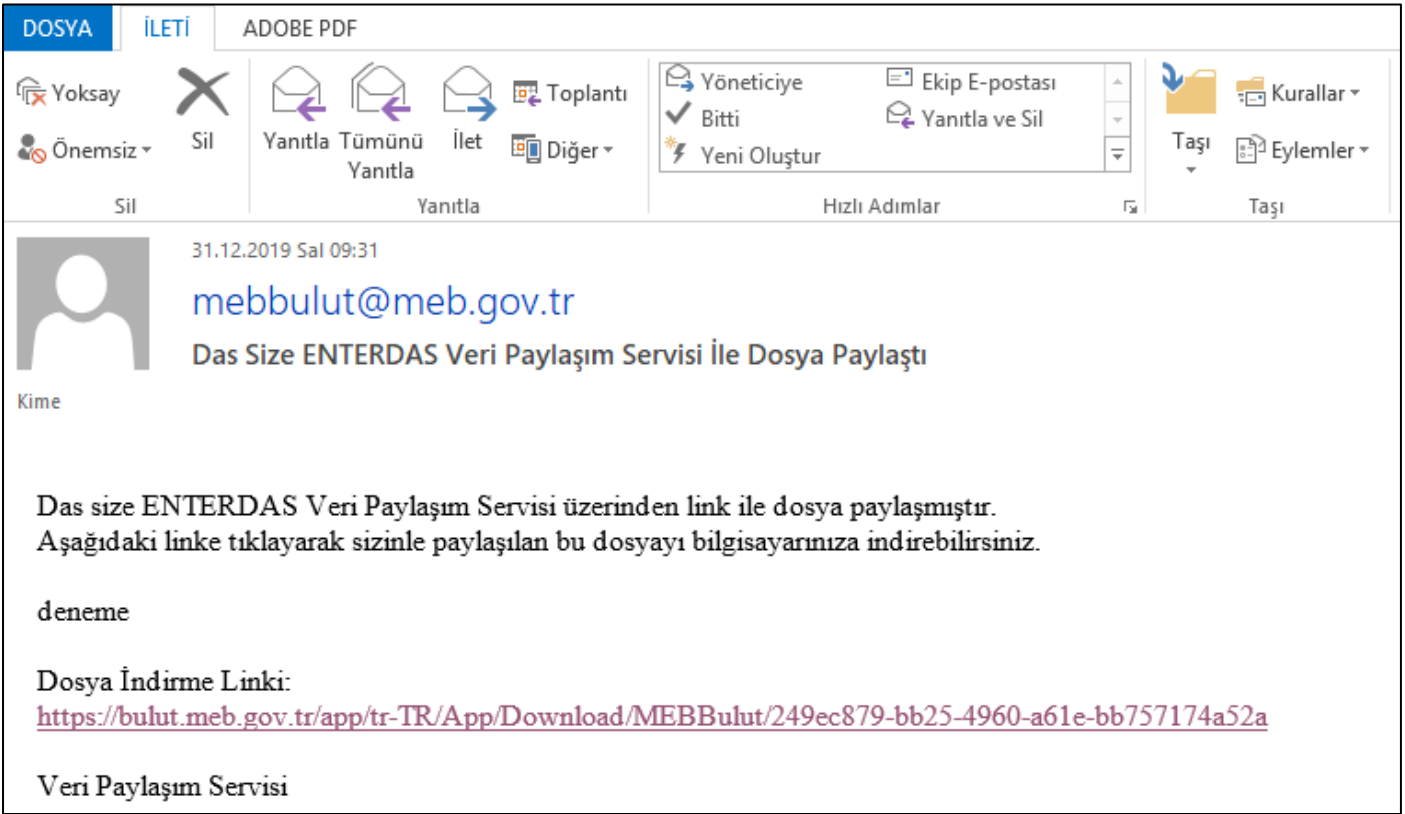 DOSYA İLETİ ADOBE PDF
Yoksay
Önemsiz
Sil
Sil
Yanıtla
Tümünü
Yanıtla
İlet
Toplantı
Diğer
Yanıtla
Yöneticiye
Bitti
Yeni Oluştur
Ekip E-postası
Yanıtla ve Sil
Hızlı Adımlar
Taşı
Kurallar
Eylemler
Taşı
31.12.2019 Sal 09:31
mebbulut@meb.gov.tr
Das Size ENTERDAS Veri Paylaşım Servisi İle Dosya Paylaştı
Kime
Das size ENTERDAS Veri Paylaşım Servisi üzerinden link ile dosya paylaşmıştır.
Aşağıdaki linke tıklayarak sizinle paylaşılan bu dosyayı bilgisayarınıza indirebilirsiniz.
deneme
Dosya İndirme Linki:
https://bulut.meb.gov.tr/app/tr-TR/App/Download/MEBBulut/249ec879-bb25-4960-a61e-bb757174a52a
Veri Paylaşım Servisi